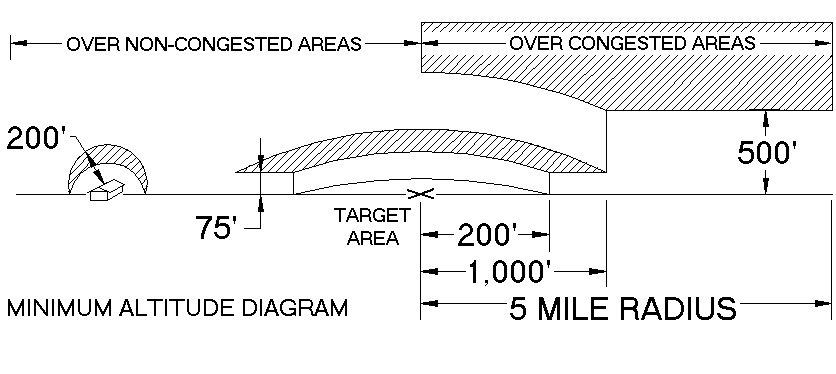 OVER NON-CONGESTED AREAS
OVER CONGESTED AREAS
200'
500'
75'
TARGET
AREA
200'
1,000'
MINIMUM ALTITUDE DIAGRAM
5 MILE RADIUS